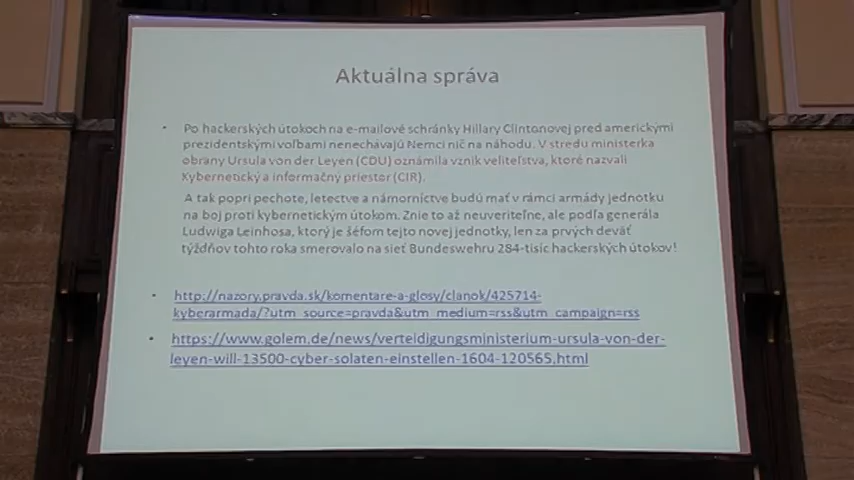 Aktuálna správa
• Po hackerských útokoch na e-mailové schránky Hillary Clintonovej pred americkými
prezidentskými voľbami nenechávajú Nemci nič na náhodu. V stredu ministerka
obrany Ursula von der Leyen (CDU) oznámila vznik veliteľstva, ktoré nazvali
Kybernetický a informačný priestor (CIR).
A tak popri pechote, letectve a námorníctve budú mať v rámci armády jednotku
na boj proti kybernetickým útokom. Znie to až neuveriteľne, ale podľa generála
Ludwiga Leinhosa, ktorý je šéfom tejto novej jednotky, len za prvých deväť
týždňov tohto roka smerovalo na sieť Bundeswehru 284-tisíc hackerských útokov!
• http://nazory.pravda.sk/komentare-a-glosy/clanok/425714-
kyberarmada/?utm_source=pravda&utm_medium=rss&utm_campaign=rss
• https://www.golem.de/news/verteidigungsministerium-ursula-von-der-
leyen-will-13500-cyber-solaten-einstellen-1604-120565.html